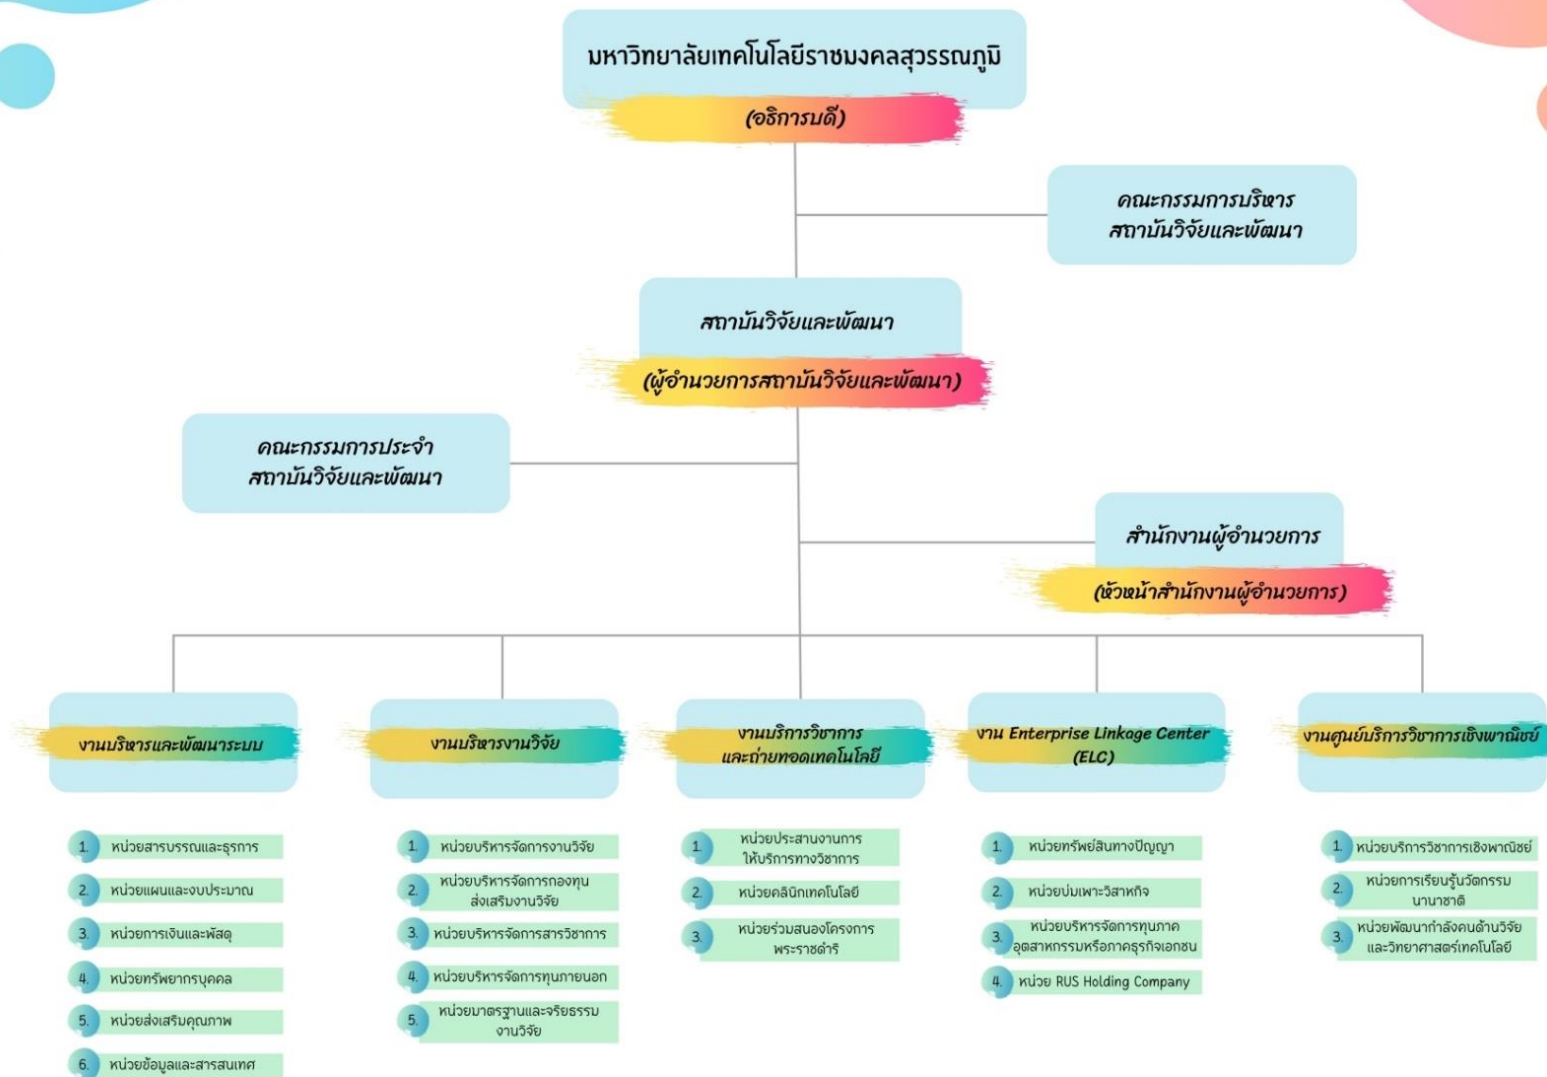 มหาวิทยาลัยเทคโนโลยีราชมงคลสุวรรณภูมิ
(อธิการบดี)
คณะกรรมการบริหาร
สถาบันวิจัยและพัฒนา
สถาบันวิจัยและพัฒนา
(ผู้อำนวยการสถาบันวิจัยและพัฒนา)
คณะกรรมการประจำ
สถาบันวิจัยและพัฒนา
สำนักงานผู้อำนวยการ
(หัวหน้าสำนักงานผู้อำนวยการ)
งานบริหารและพัฒนาระบบ
1. หน่วยสารบรรณและธุรการ
2. หน่วยแผนและงบประมาณ
3. หน่วยการเงินและพัสดุ
4. หน่วยทรัพยากรบุคคล
5. หน่วยส่งเสริมคุณภาพ
6. หน่วยข้อมูลและสารสนเทศ
งานบริหารงานวิจัย
1. หน่วยบริหารจัดการงานวิจัย
2. หน่วยบริหารจัดการกองทุน
ส่งเสริมงานวิจัย
3. หน่วยบริหารจัดการสารวิชาการ
4. หน่วยบริหารจัดการทุนภายนอก
5. หน่วยมาตรฐานและจริยธรรม
งานวิจัย
งานบริการวิชาการ
และถ่ายทอดเทคโนโลยี
1. หน่วยประสานงานการ
ให้บริการทางวิชาการ
2. หน่วยคลินิกเทคโนโลยี
3. หน่วยร่วมสนองโครงการ
พระราชดำริ
งาน Enterprise Linkage Center
(ELC)
1. หน่วยทรัพย์สินทางปัญญา
2. หน่วยบ่มเพาะวิสาหกิจ
3. หน่วยบริหารจัดการทุนภาค
อุตสาหกรรมหรือภาคธุรกิจเอกชน
4. หน่วย RUS Holding Company
งานศูนย์บริการวิชาการเชิงพาณิชย์
1. หน่วยบริการวิชาการเชิงพาณิชย์
2. หน่วยการเรียนรู้นวัตกรรม
นานาชาติ
3. หน่วยพัฒนากำลังคนด้านวิจัย
และวิทยาศาสตร์เทคโนโลยี